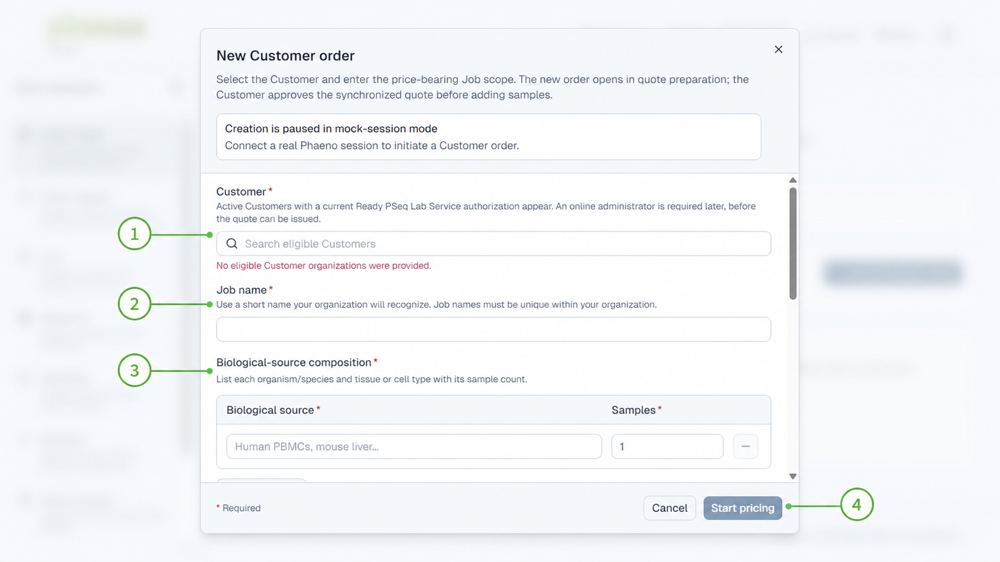 New Customer order
Select the Customer and enter the price-bearing Job scope. The new order opens in quote preparation; the
Customer approves the synchronized quote before adding samples.
Creation is paused in mock-session mode
Connect a real Phaeno session to initiate a Customer order.
Customer *
Active Customers with a current Ready PSeq Lab Service authorization appear. An online administrator is required later, before
the quote can be issued.
1
Search eligible Customers
No eligible Customer organizations were provided.
Job name *
2
Use a short name your organization will recognize. Job names must be unique within your organization.
Biological-source composition *
3
List each organism/species and tissue or cell type with its sample count.
Biological source * Samples *
Human PBMCs, mouse liver... 1
* Required
Cancel Start pricing
4